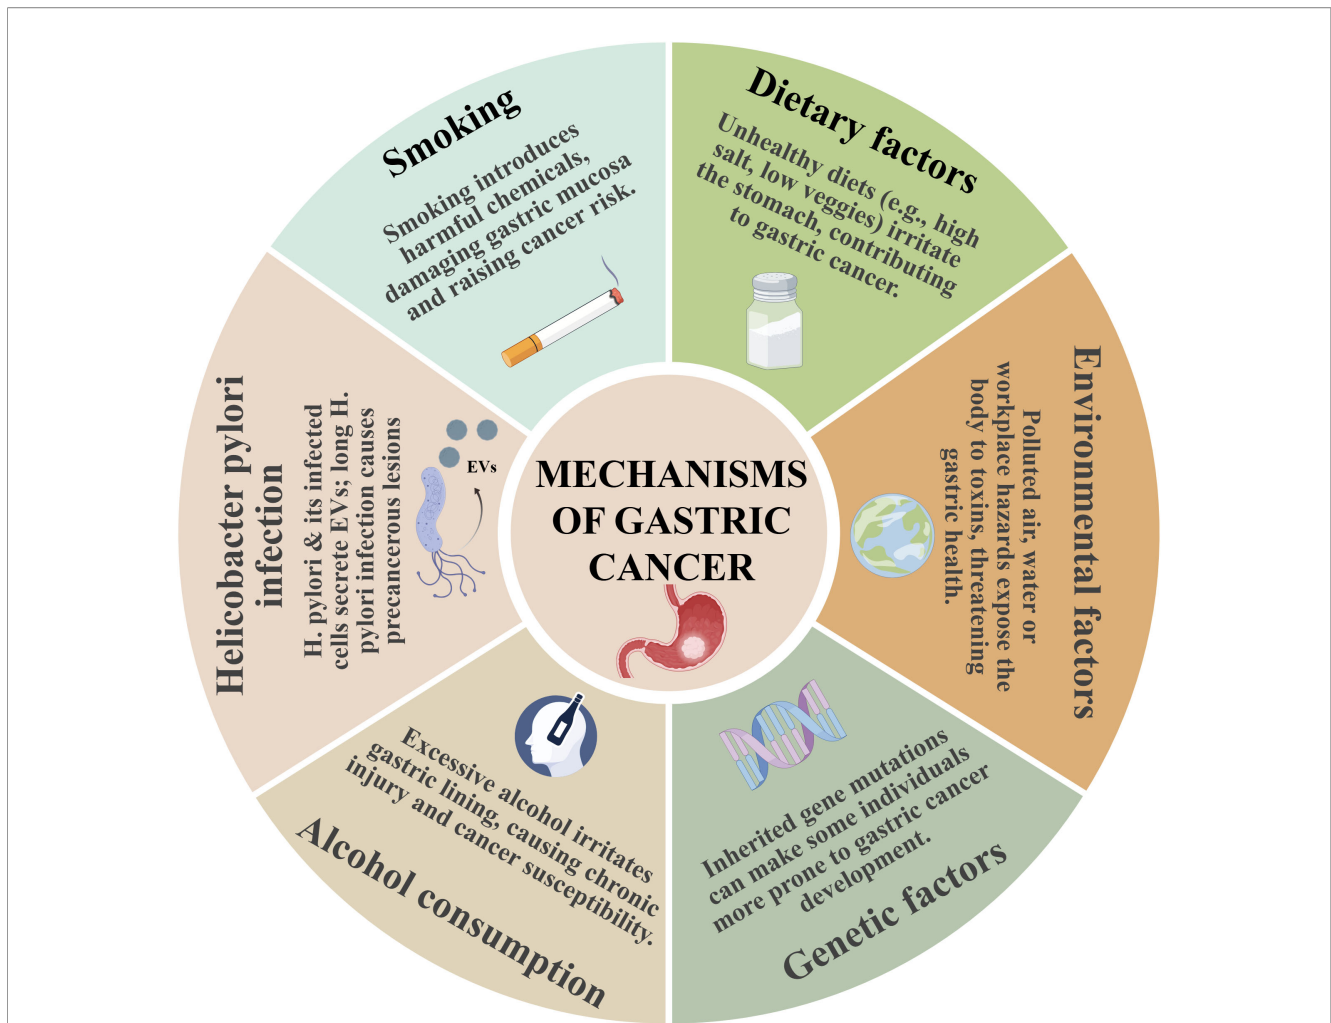 MECHANISMS
OF GASTRIC
CANCER
Smoking
Smoking introduces
harmful chemicals,
damaging gastric mucosa
and raising cancer risk.
Dietary factors
Unhealthy diets (e.g., high
salt, low veggies) irritate
the stomach, contributing
to gastric cancer.
Environmental factors
Polluted air, water or
workplace hazards expose the
body to toxins, threatening
gastric health.
Inherited gene mutations
can make some individuals
more prone to gastric cancer
development.
Genetic factors
Excessive alcohol irritates
gastric lining, causing chronic
injury and cancer susceptibility.
Alcohol consumption
Helicobacter pylori
infection
H. pylori & its infected
cells secrete EVs; long H.
pylori infection causes
precancerous lesions
EVs